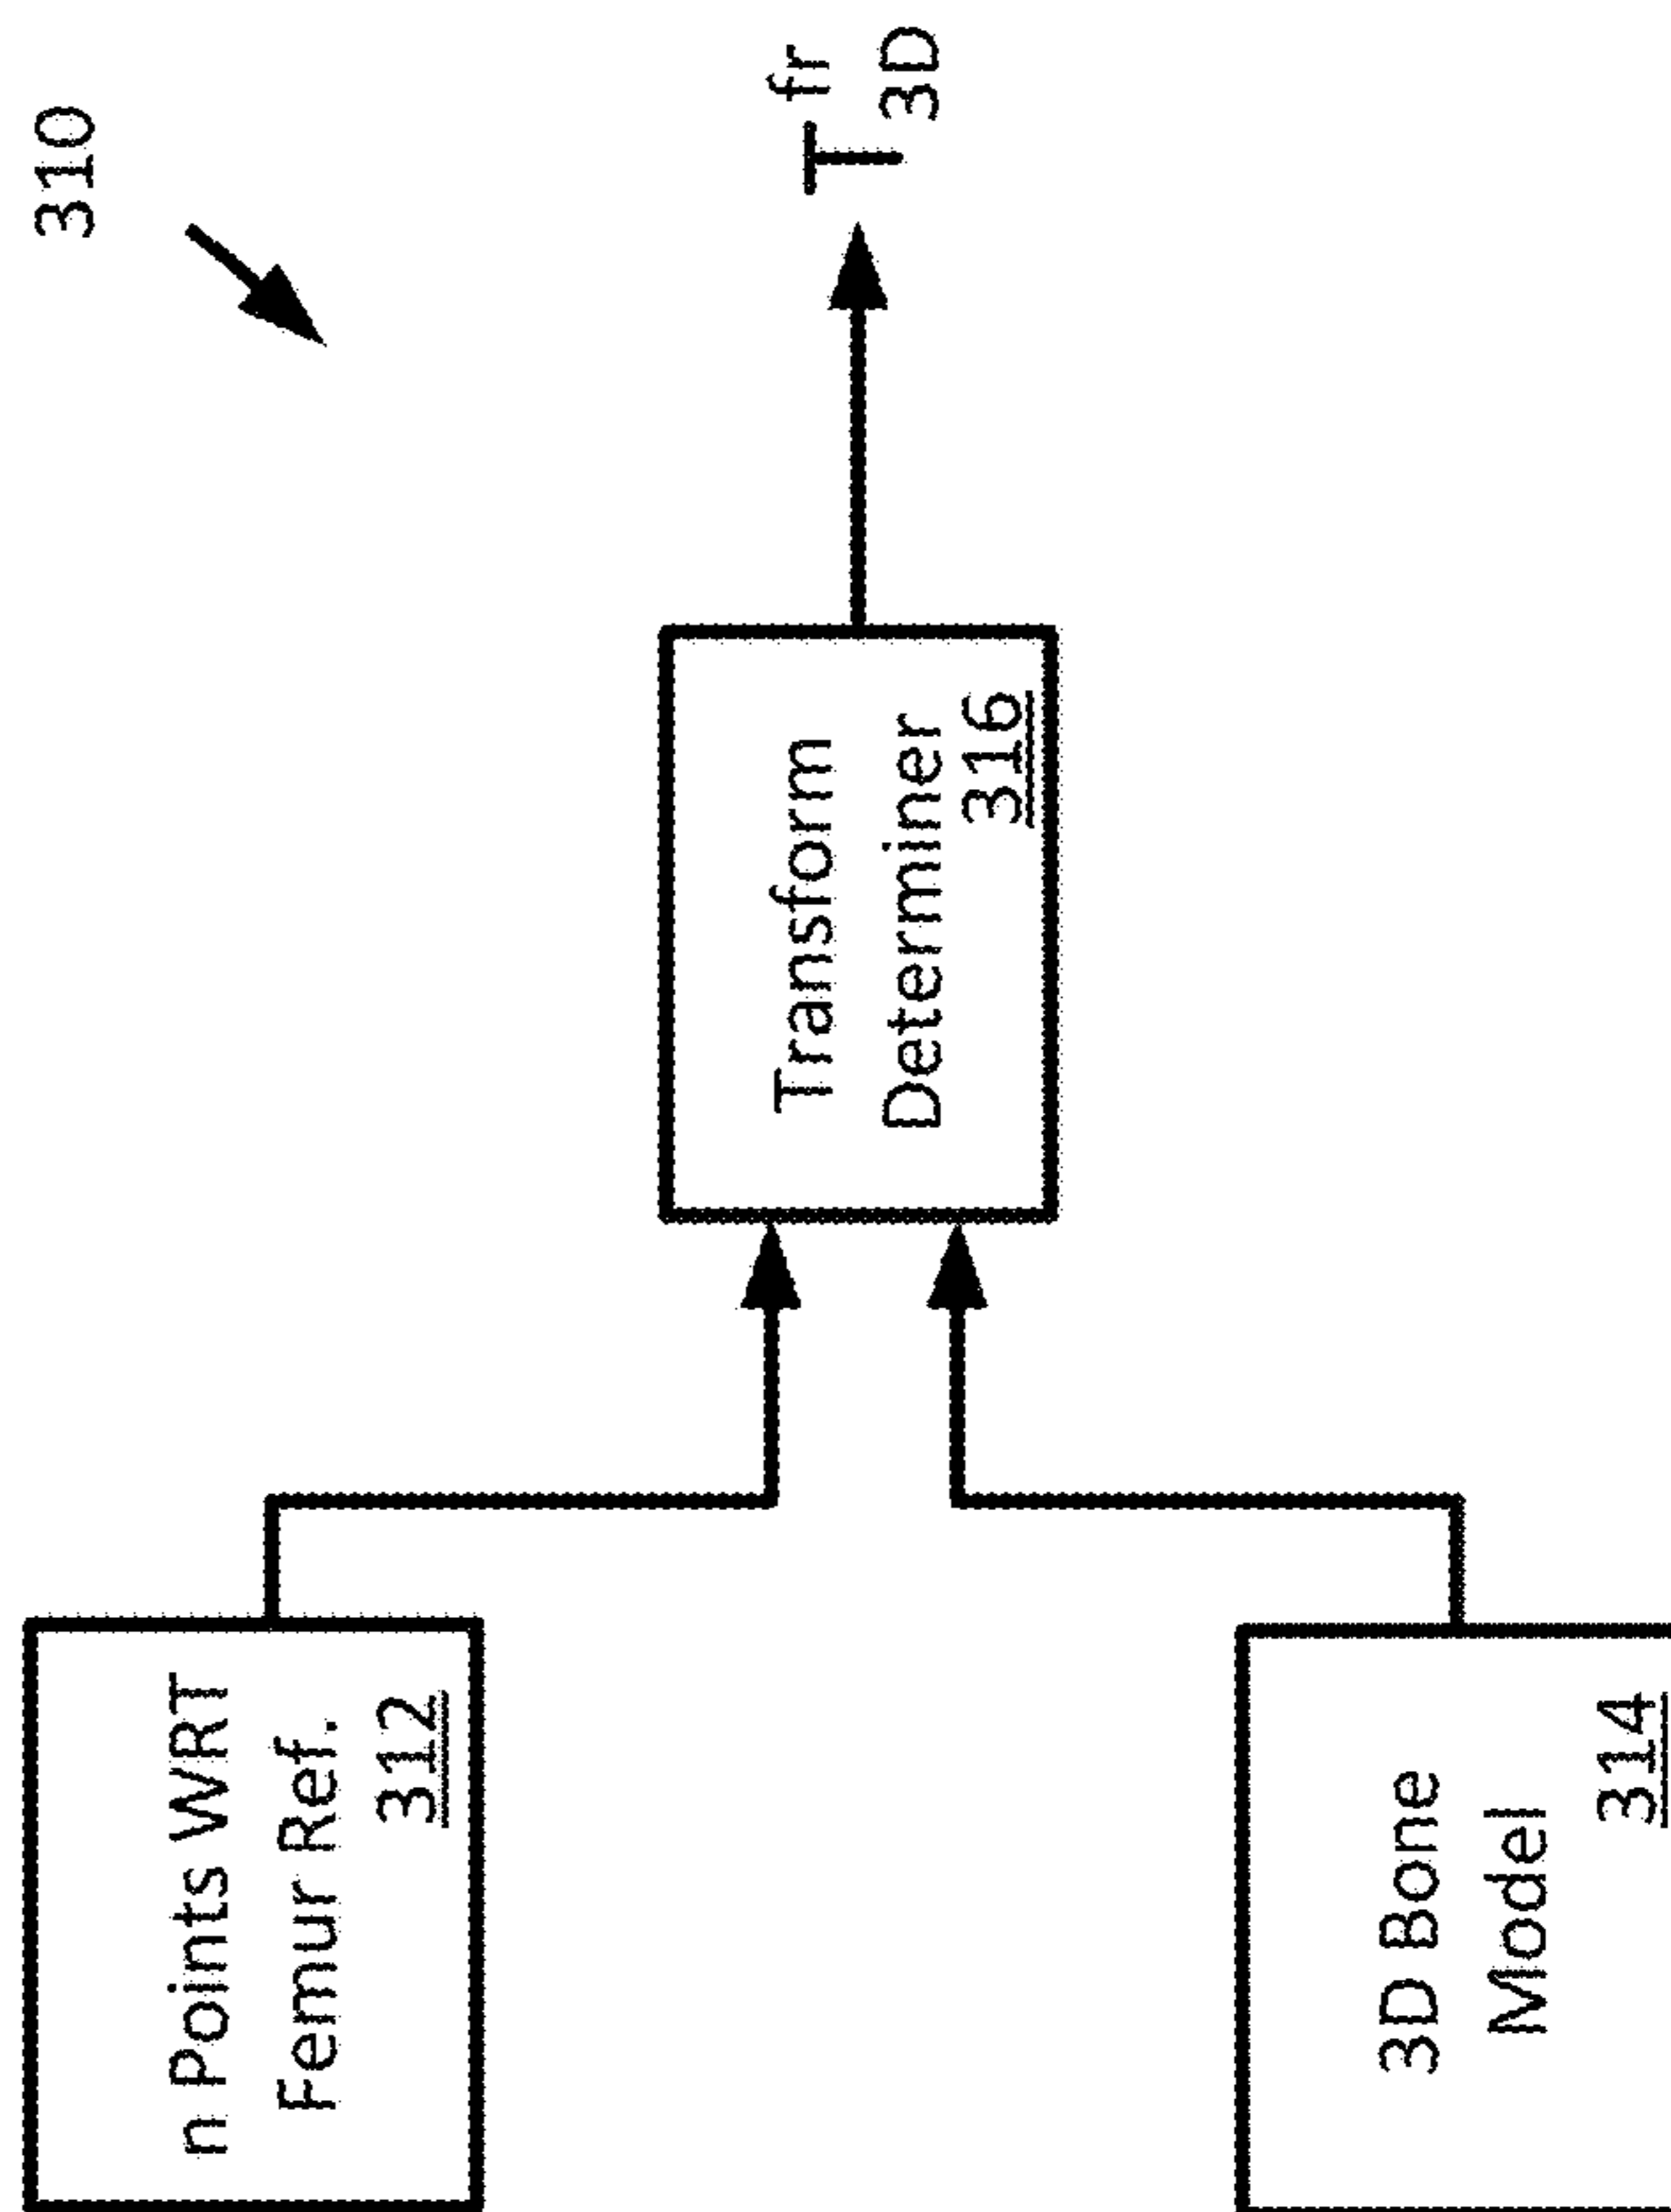 310
n Points WRT
Femur Ref.
312
Transform
Determiner
316
T fr 3D
3D Bone
Model
314